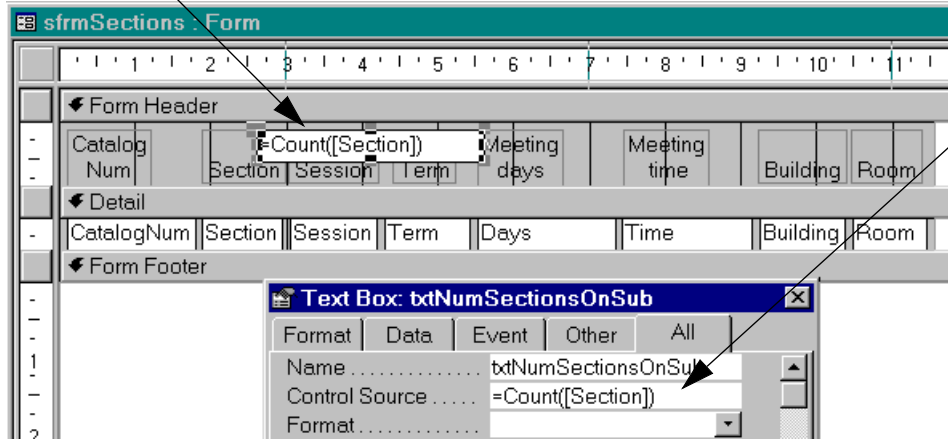 sfrmSections : Form
1 2 3 4 5 6 7 8 9 10 11
Form Header
Catalog Num Section Session Term Meeting days Meeting time Building Room
=Count([Section])
Detail
CatalogNum Section Session Term Days Time Building Room
Form Footer
Text Box: txtNumSectionsOnSub
Format Data Event Other All
Name .............. txtNumSectionsOnSub
Control Source ..... =Count([Section])
Format.............
1
2